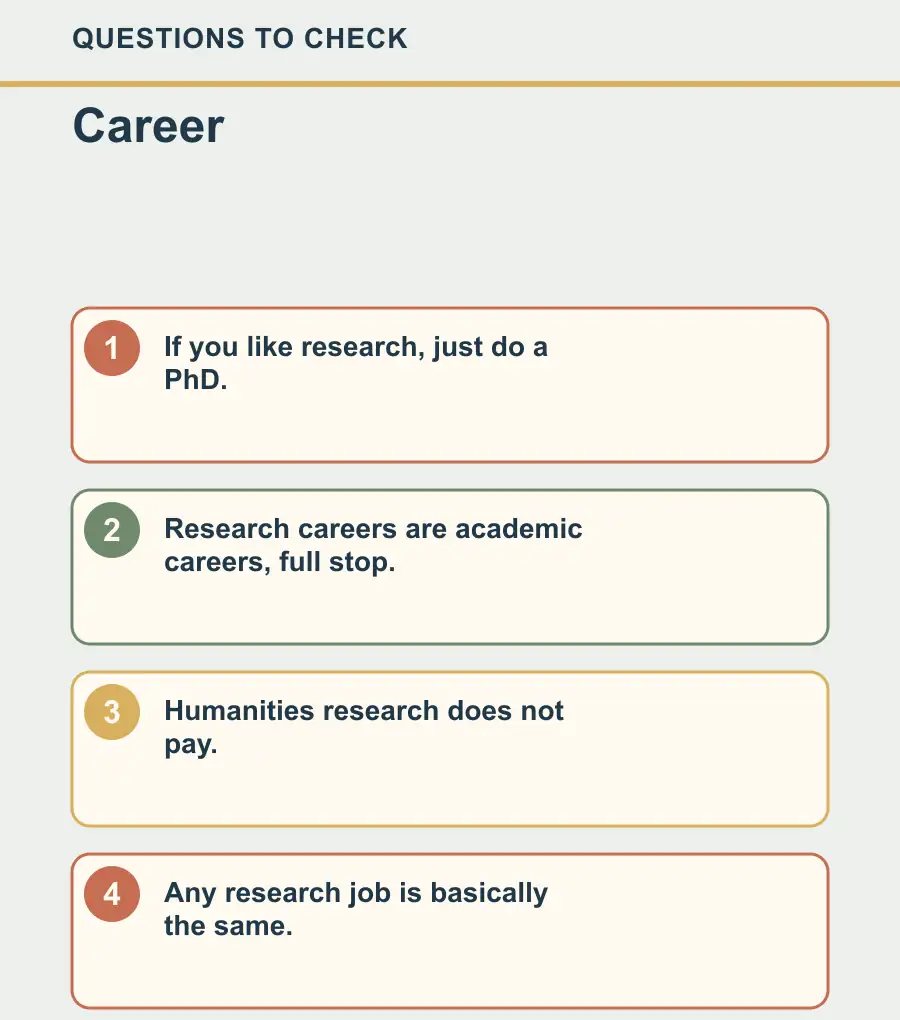 QUESTIONS TO CHECK
Career
1
If you like research, just do a
PhD.
2
Research careers are academic
careers, full stop.
3
Humanities research does not
pay.
4
Any research job is basically
the same.